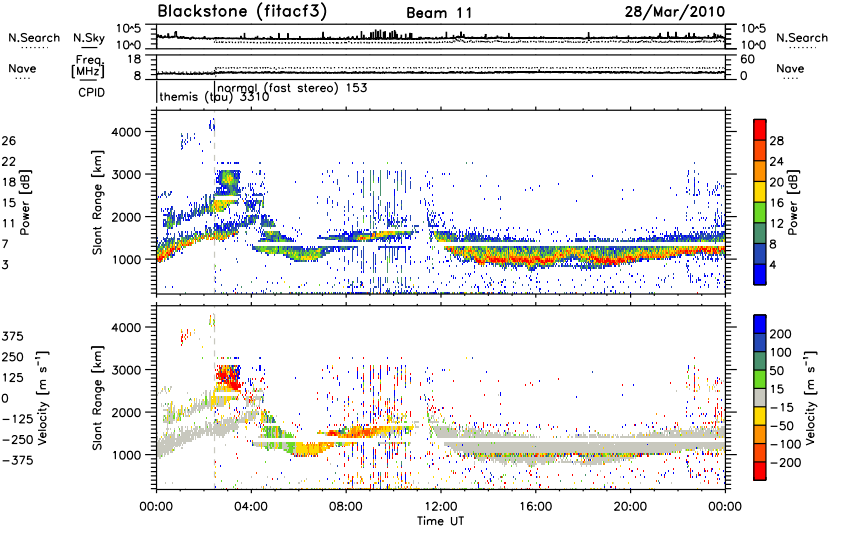 Blackstone (fitacf3) Beam 11 28/Mar/2010
N.Search N.Sky 10^5 10^0 10^5 10^0 N.Search
Nave Freq. [MHz] 18 8 60 0 Nave
CPID normal (fast stereo) 153
themis (tau) 3310
26 22 18 15 11 7 3
Power [dB]
Slant Range [km]
4000 3000 2000 1000
28 24 20 16 12 8 4
Power [dB]
375 250 125 0 −125 −250 −375
Velocity [m s⁻¹]
Slant Range [km]
4000 3000 2000 1000
200 100 50 15 −15 −50 −100 −200
Velocity [m s⁻¹]
00:00 04:00 08:00 12:00 16:00 20:00 00:00
Time UT